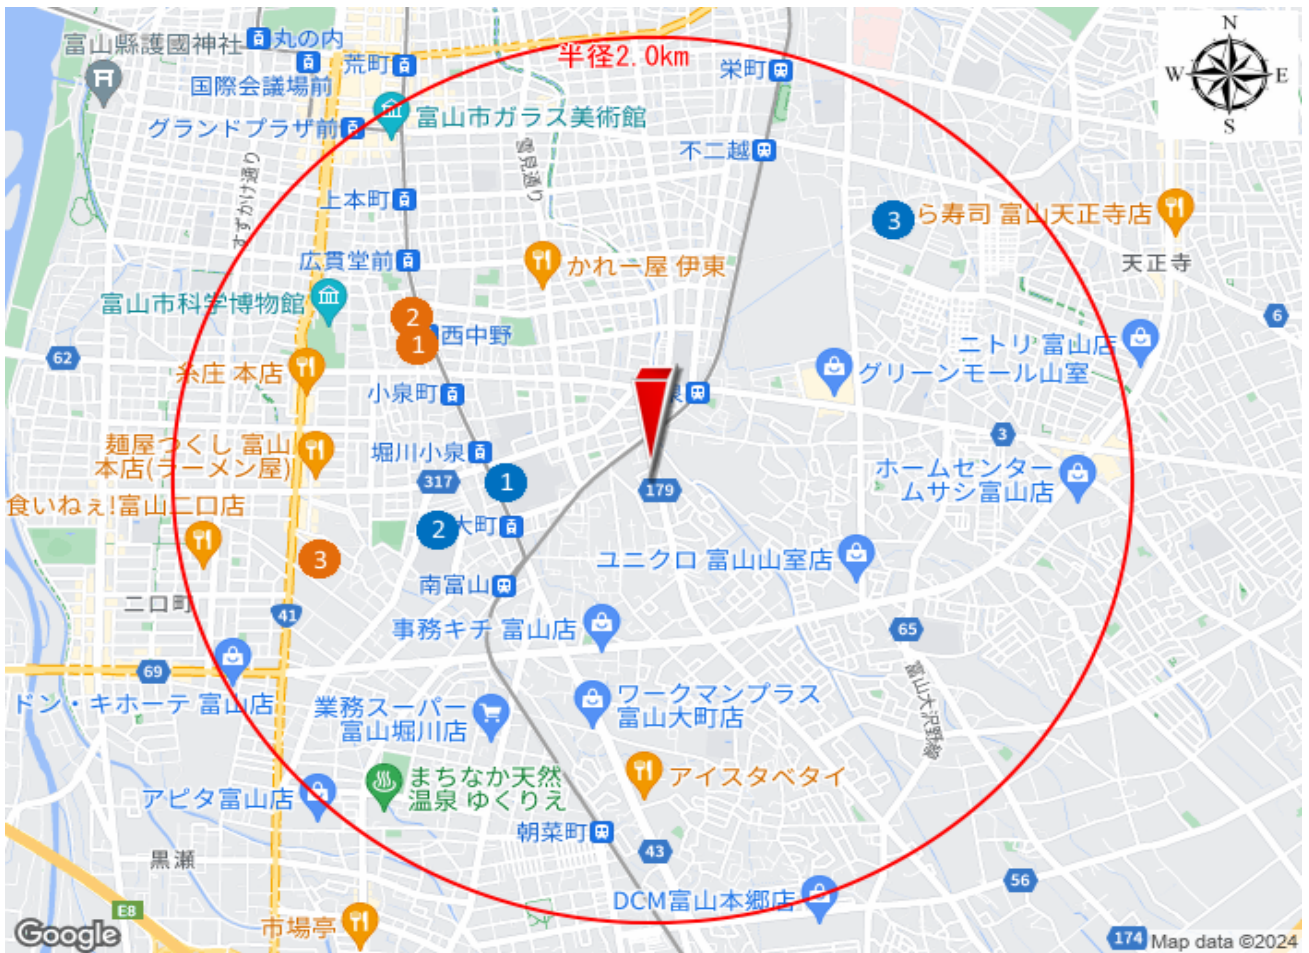 N
W E
S
富山縣護國神社
丸の内
荒町
半径2.0km
栄町
国際会議場前
富山市ガラス美術館
グランドプラザ前
不二越
すずかけ通り
雪見通り
上本町
3
ら寿司 富山天正寺店
広貫堂前
かれー屋 伊東
天正寺
富山市科学博物館
2
6
西中野
1
62
ニトリ 富山店
糸庄 本店
グリーンモール山室
小泉町
泉
麺屋つくし 富山
本店(ラーメン屋)
3
堀川小泉
ホームセンター
ムサシ富山店
317
1
179
食いねぇ!富山二口店
2
大町
3
ユニクロ 富山山室店
南富山
二口町
41
事務キチ 富山店
65
69
富山大沢野線
ドン・キホーテ 富山店
業務スーパー
富山堀川店
ワークマンプラス
富山大町店
まちなか天然
温泉 ゆくりえ
アイスタベタイ
アピタ富山店
朝菜町
43
黒瀬
56
DCM富山本郷店
E8
市場亭
174
Google
Map data ©2024